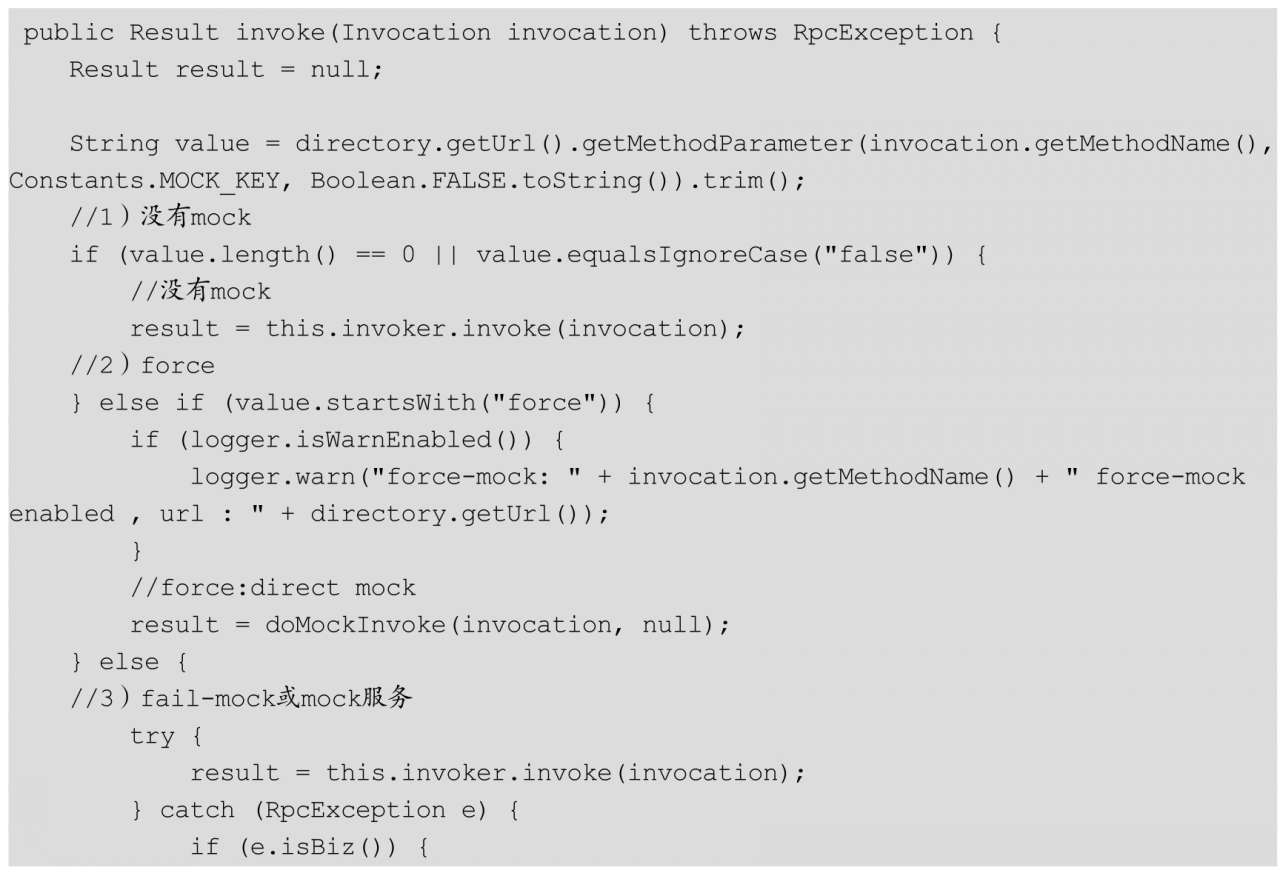 public Result invoke(Invocation invocation) throws RpcException {
    Result result = null;

    String value = directory.getUrl().getMethodParameter(invocation.getMethodName(),
Constants.MOCK_KEY, Boolean.FALSE.toString()).trim();
    //1）没有mock
    if (value.length() == 0 || value.equalsIgnoreCase("false")) {
        //没有mock
        result = this.invoker.invoke(invocation);
    //2）force
    } else if (value.startsWith("force")) {
        if (logger.isWarnEnabled()) {
            logger.warn("force-mock: " + invocation.getMethodName() + " force-mock
enabled , url : " + directory.getUrl());
        }
        //force:direct mock
        result = doMockInvoke(invocation, null);
    } else {
    //3）fail-mock或mock服务
        try {
            result = this.invoker.invoke(invocation);
        } catch (RpcException e) {
            if (e.isBiz()) {